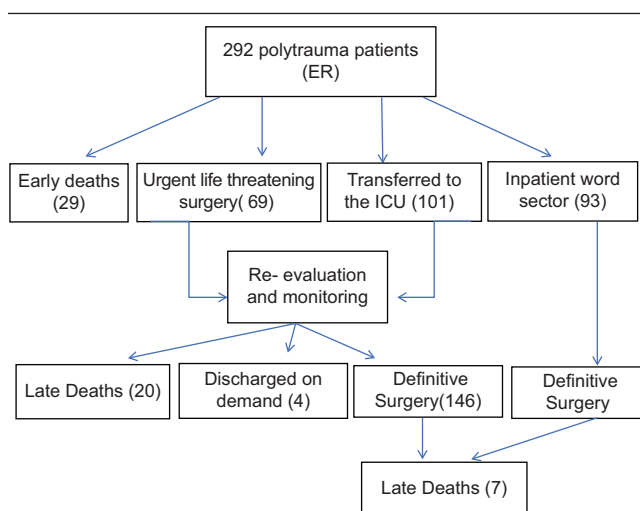 292 polytrauma patients
(ER)
Early deaths
(29)
Urgent life threatening
surgery( 69)
Transferred to
the ICU (101)
Inpatient word
sector (93)
Re- evaluation
and monitoring
Late Deaths (20)
Discharged on
demand (4)
Definitive
Surgery(146)
Definitive
Surgery
Late Deaths (7)